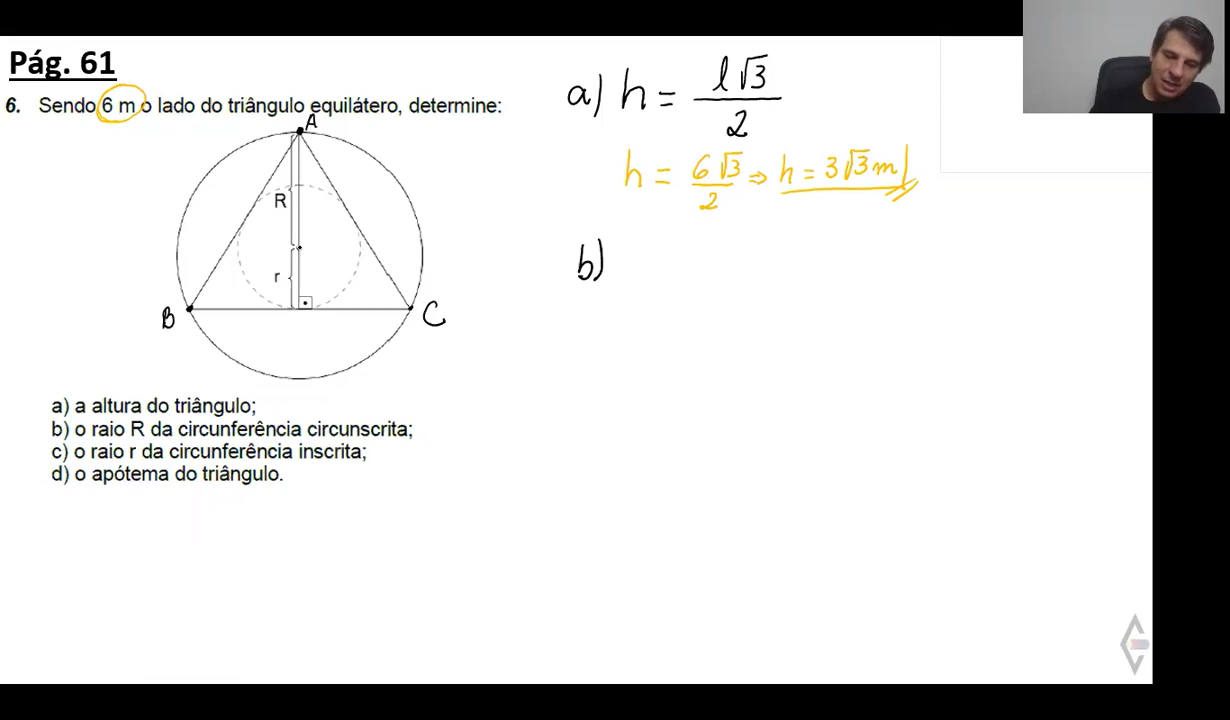 Pág. 61
6. Sendo 6 m o lado do triângulo equilátero, determine:
A
R
r
B
C
a) a altura do triângulo;
b) o raio R da circunferência circunscrita;
c) o raio r da circunferência inscrita;
d) o apótema do triângulo.
a) h = l√3/2
h = 6√3/2 ⇒ h = 3√3 m
b)